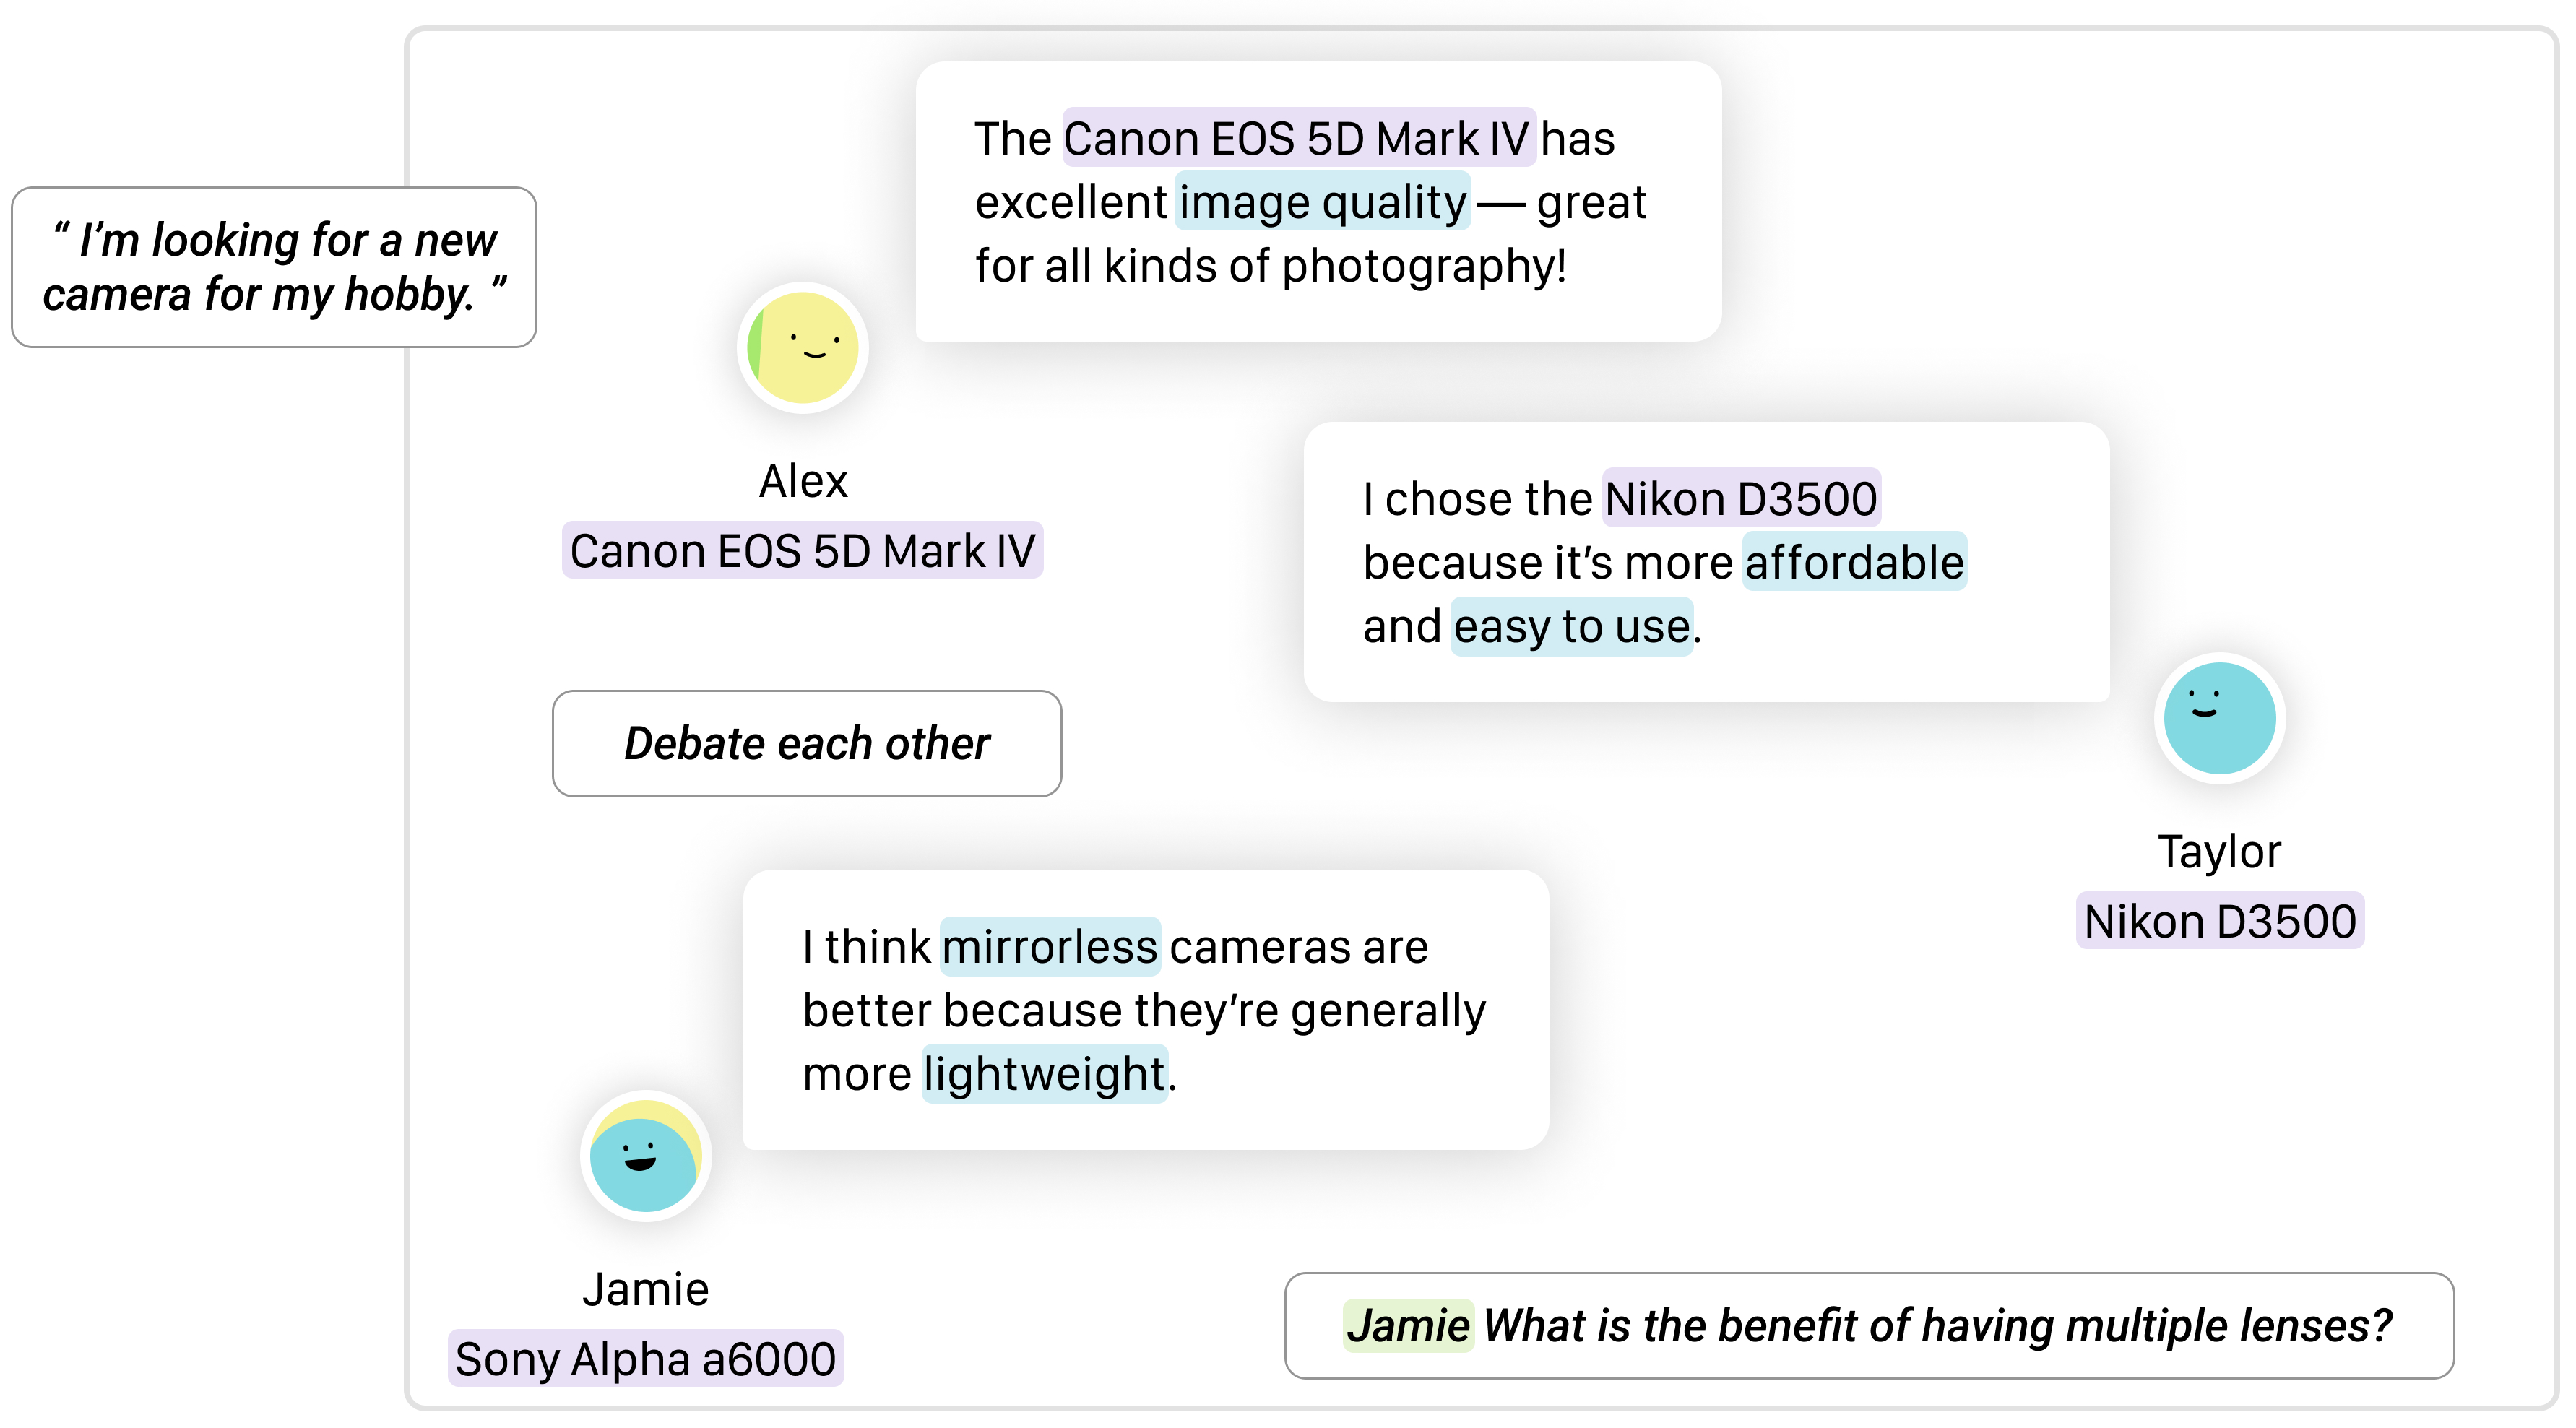 “ I’m looking for a new
camera for my hobby. ”
The Canon EOS 5D Mark IV has
excellent image quality — great
for all kinds of photography!
Alex
Canon EOS 5D Mark IV
I chose the Nikon D3500
because it’s more affordable
and easy to use.
Taylor
Nikon D3500
Debate each other
I think mirrorless cameras are
better because they’re generally
more lightweight.
Jamie
Sony Alpha a6000
Jamie What is the benefit of having multiple lenses?